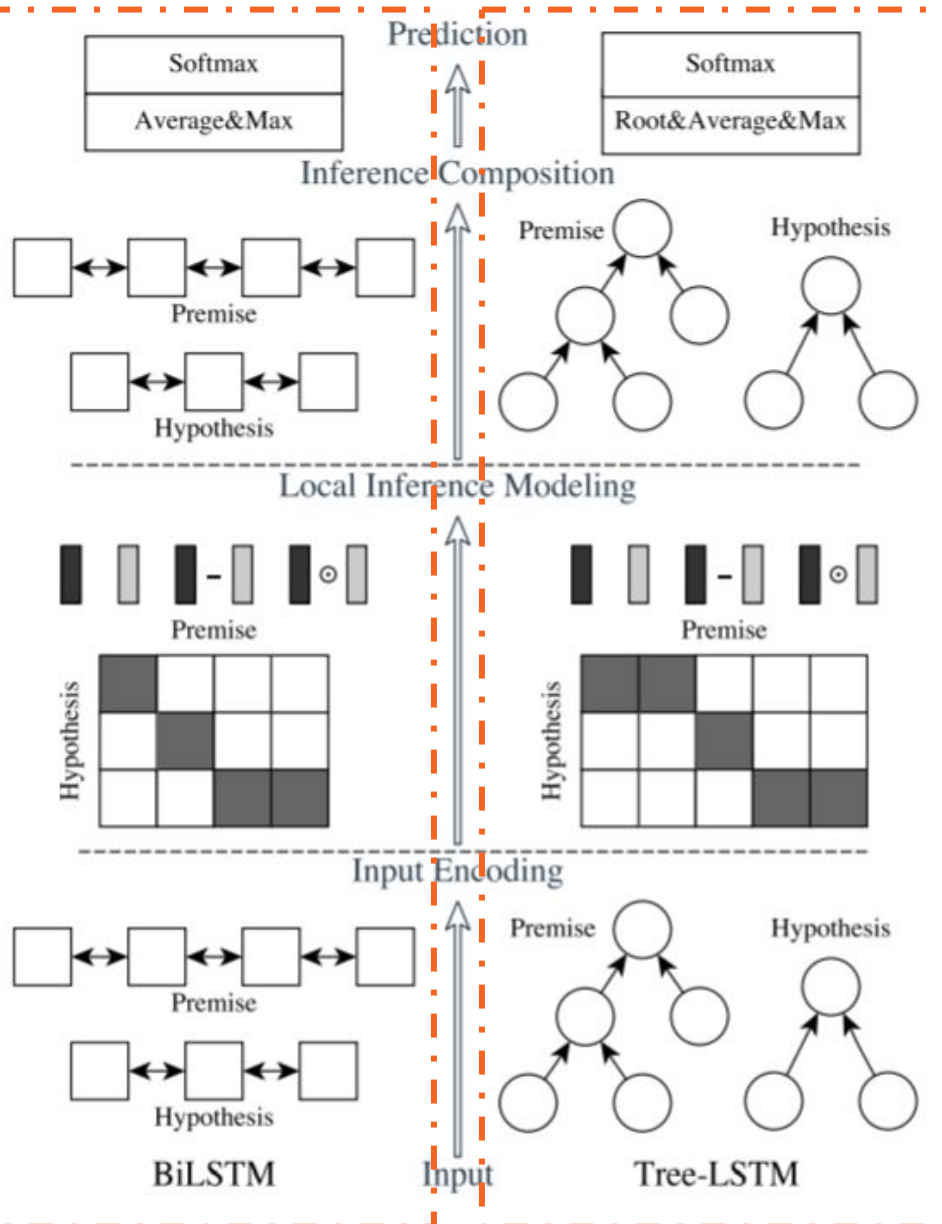 Prediction
Softmax
Average&Max
Softmax
Root&Average&Max
Inference Composition
Premise
Hypothesis
Premise
Hypothesis
Local Inference Modeling
- ⊙
Premise
Hypothesis
- ⊙
Premise
Hypothesis
Input Encoding
Premise
Hypothesis
Premise
Hypothesis
BiLSTM
Input
Tree-LSTM